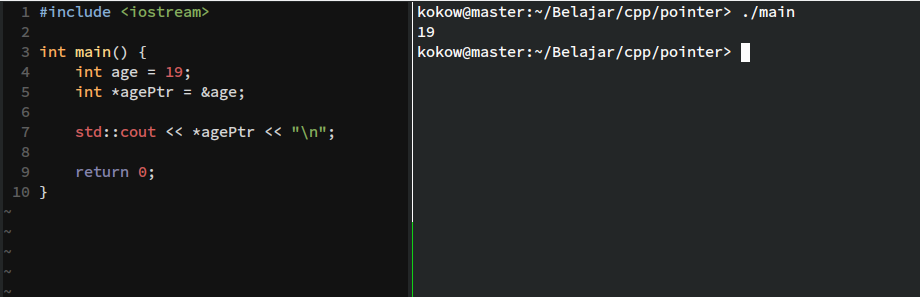 1 #include <iostream>
2
3 int main() {
4     int age = 19;
5     int *agePtr = &age;
6
7     std::cout << *agePtr << "\n";
8
9     return 0;
10 }
~
~
~
~
~
kokow@master:~/Belajar/cpp/pointer> ./main
19
kokow@master:~/Belajar/cpp/pointer>